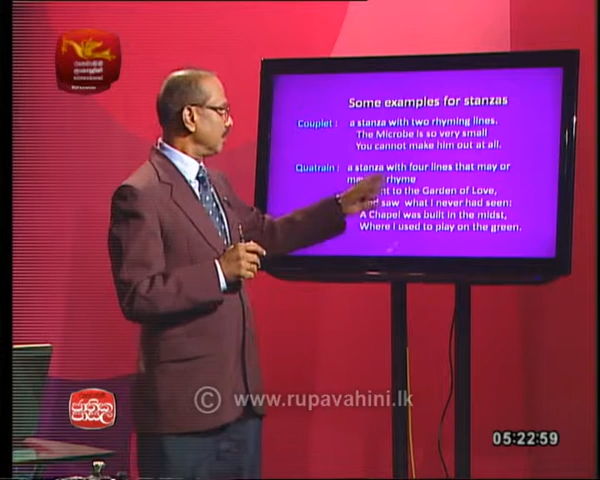 Some examples for stanzas
Couplet : a stanza with two rhyming lines.
The Microbe is so very small
You cannot make him out at all.
Quatrain : a stanza with four lines that may or
rhyme
to the Garden of Love,
saw what I never had seen:
A Chapel was built in the midst,
Where I used to play on the green.
© www.rupavahini.lk
05:22:59